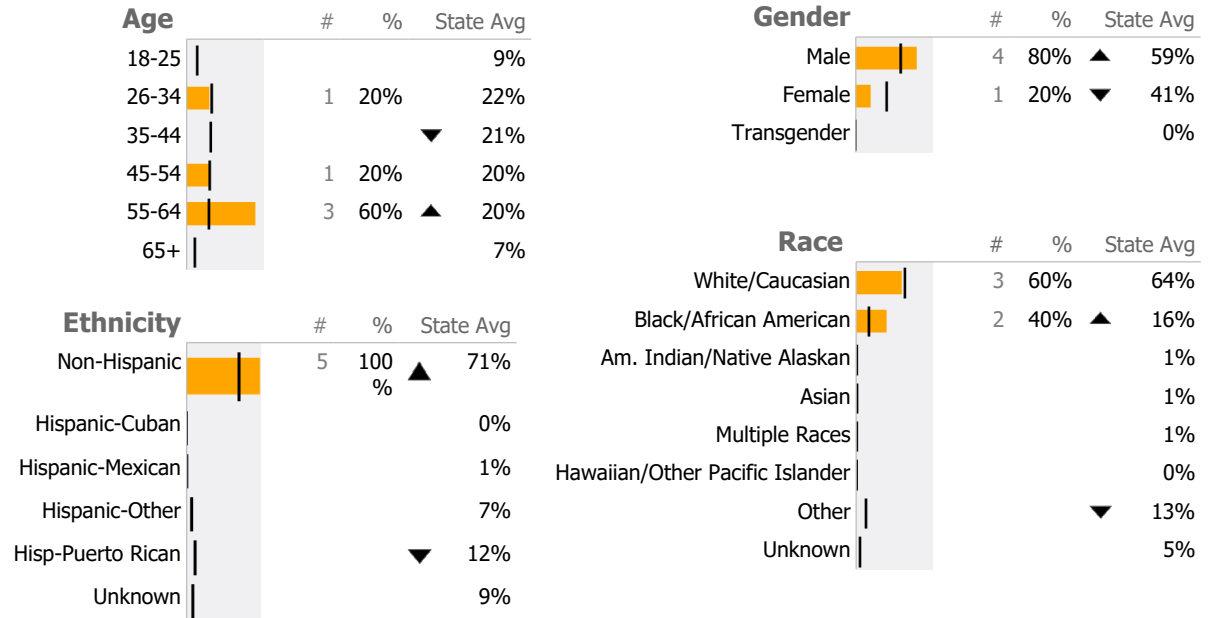 Age # % State Avg
18-25 9%
26-34 1 20% 22%
35-44 ▼ 21%
45-54 1 20% 20%
55-64 3 60% ▲ 20%
65+ 7%
Ethnicity # % State Avg
Non-Hispanic 5 100 % ▲ 71%
Hispanic-Cuban 0%
Hispanic-Mexican 1%
Hispanic-Other 7%
Hisp-Puerto Rican ▼ 12%
Unknown 9%
Gender # % State Avg
Male 4 80% ▲ 59%
Female 1 20% ▼ 41%
Transgender 0%
Race # % State Avg
White/Caucasian 3 60% 64%
Black/African American 2 40% ▲ 16%
Am. Indian/Native Alaskan 1%
Asian 1%
Multiple Races 1%
Hawaiian/Other Pacific Islander 0%
Other ▼ 13%
Unknown 5%